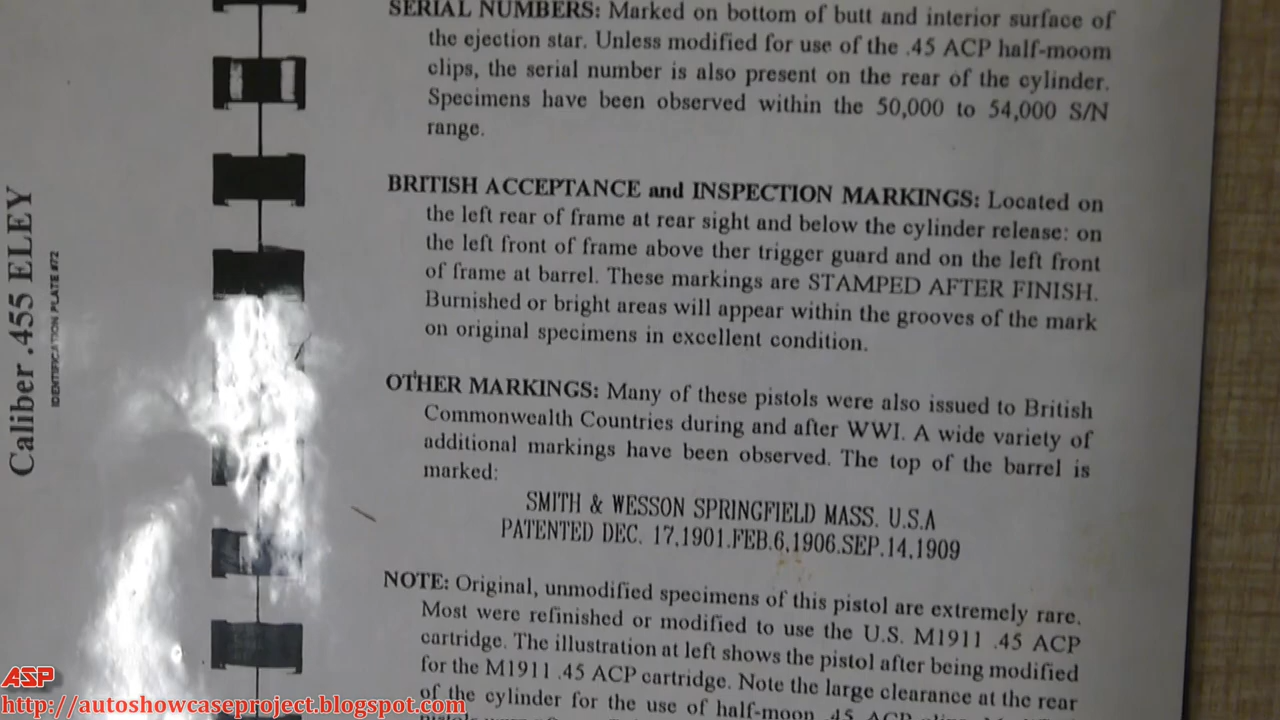 SERIAL NUMBERS: Marked on bottom of butt and interior surface of
the ejection star. Unless modified for use of the .45 ACP half-moom
clips, the serial number is also present on the rear of the cylinder.
Specimens have been observed within the 50,000 to 54,000 S/N
range.
BRITISH ACCEPTANCE and INSPECTION MARKINGS: Located on
the left rear of frame at rear sight and below the cylinder release: on
the left front of frame above ther trigger guard and on the left front
of frame at barrel. These markings are STAMPED AFTER FINISH.
Burnished or bright areas will appear within the grooves of the mark
on original specimens in excellent condition.
OTHER MARKINGS: Many of these pistols were also issued to British
Commonwealth Countries during and after WWI. A wide variety of
additional markings have been observed. The top of the barrel is
marked:
SMITH & WESSON SPRINGFIELD MASS. U.S.A
PATENTED DEC. 17,1901.FEB.6,1906.SEP.14,1909
NOTE: Original, unmodified specimens of this pistol are extremely rare.
Most were refinished or modified to use the U.S. M1911 .45 ACP
cartridge. The illustration at left shows the pistol after being modified
for the M1911 .45 ACP cartridge. Note the large clearance at the rear
of the cylinder for the use of half-moon .45 ACP
Caliber .455 ELEY
IDENTIFICATION PLATE #72
ASP
http://autoshowcaseproject.blogspot.com